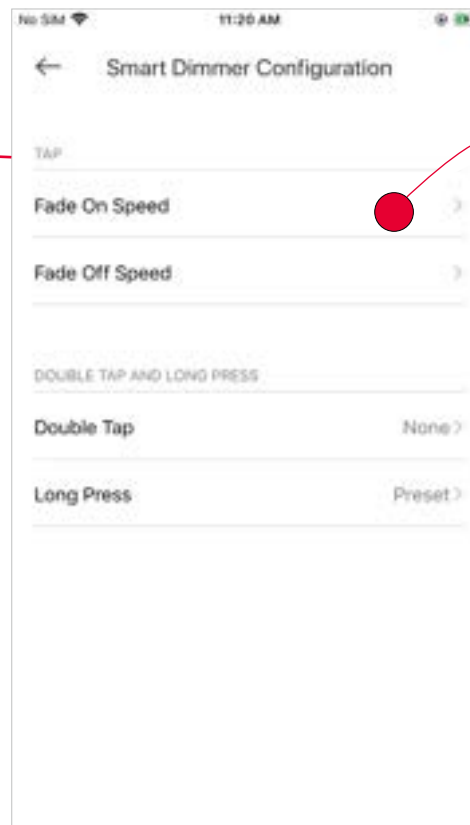 No SIM 11:20 AM
Smart Dimmer Configuration
TAP
Fade On Speed
Fade Off Speed
DOUBLE TAP AND LONG PRESS
Double Tap None
Long Press Preset